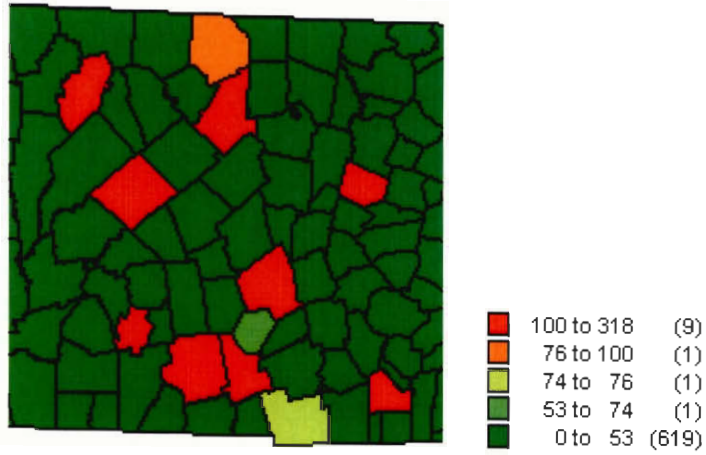 100 to 318 (9)
76 to 100 (1)
74 to 76 (1)
53 to 74 (1)
0 to 53 (619)